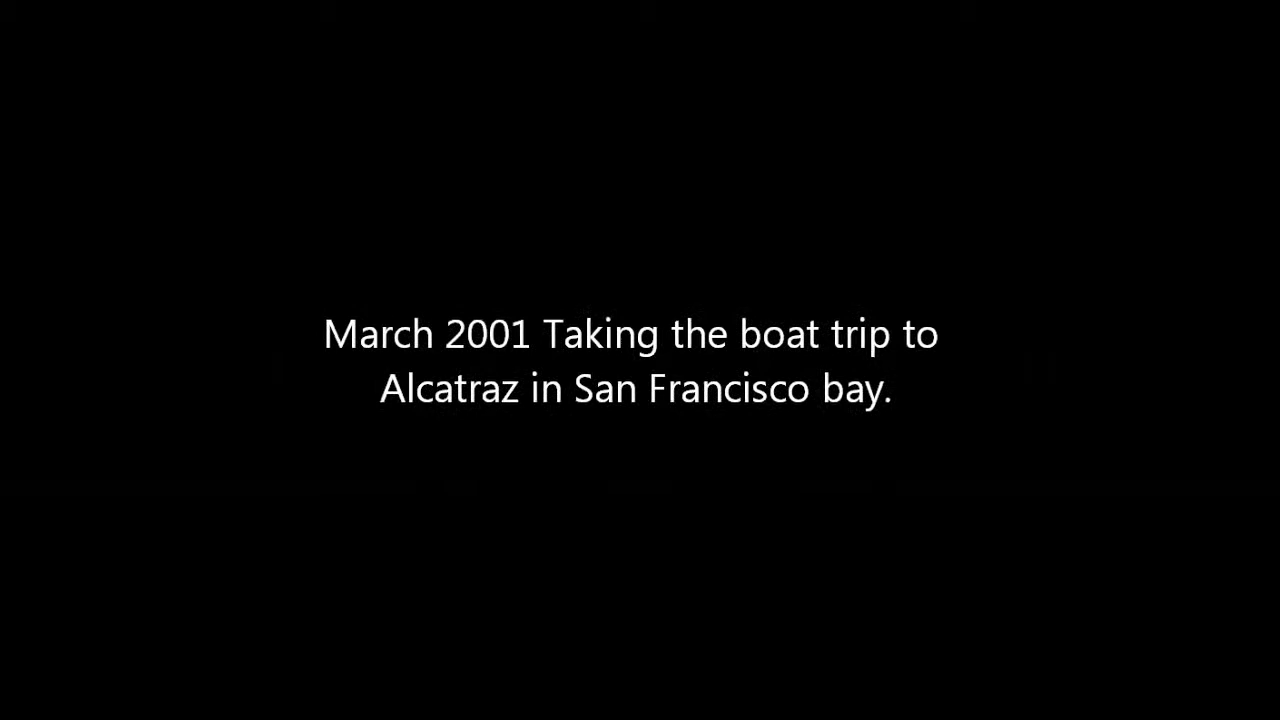 March 2001 Taking the boat trip to
Alcatraz in San Francisco bay.